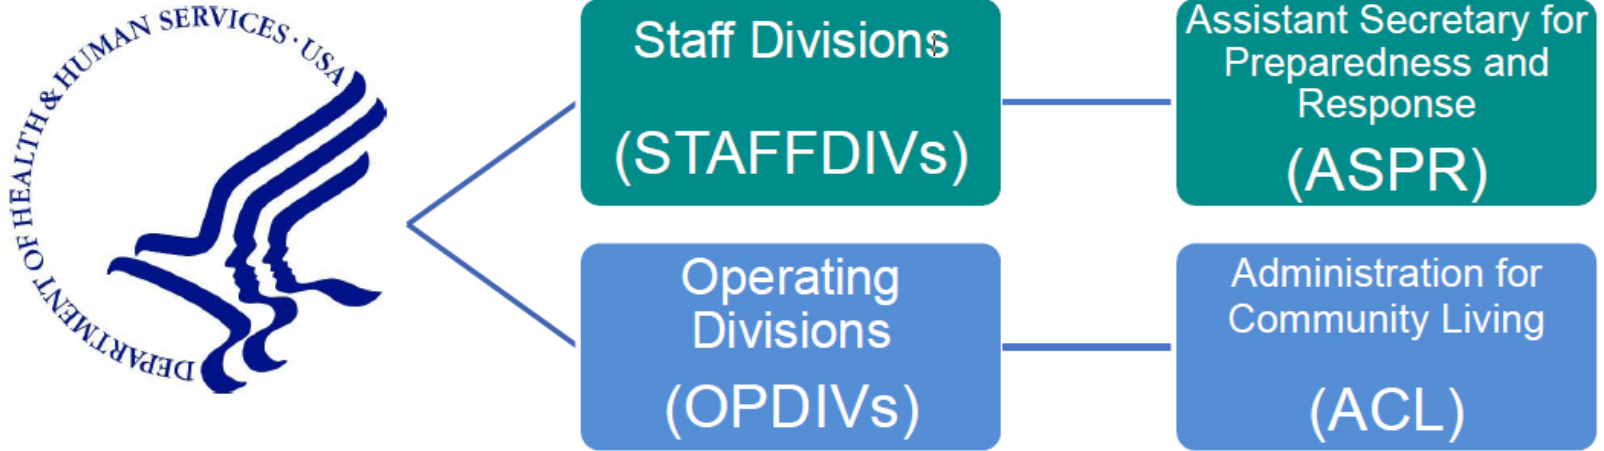 DEPARTMENT OF HEALTH & HUMAN SERVICES · USA
Staff Divisions
(STAFFDIVs)
Assistant Secretary for
Preparedness and
Response
(ASPR)
Operating
Divisions
(OPDIVs)
Administration for
Community Living
(ACL)